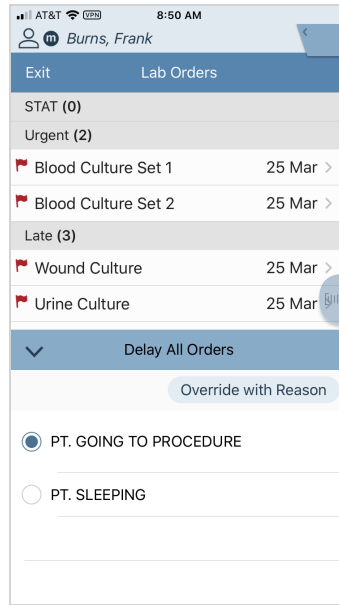 AT&T VPN 8:50 AM
m Burns, Frank
Exit Lab Orders
STAT (0)
Urgent (2)
Blood Culture Set 1 25 Mar
Blood Culture Set 2 25 Mar
Late (3)
Wound Culture 25 Mar
Urine Culture 25 Mar
Delay All Orders
Override with Reason
PT. GOING TO PROCEDURE
PT. SLEEPING